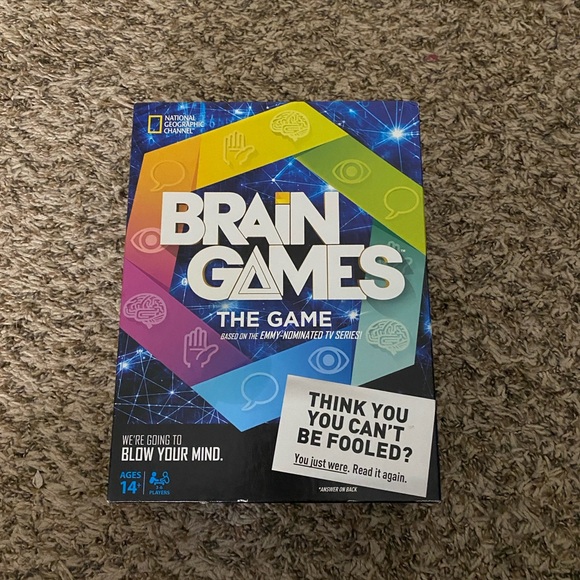 NATIONAL
GEOGRAPHIC
CHANNEL
BRAIN
GAMES
THE GAME
BASED ON THE EMMY-NOMINATED TV SERIES!
THINK YOU
YOU CAN'T
BE FOOLED?
You just were. Read it again.
*ANSWER ON BACK
WE'RE GOING TO
BLOW YOUR MIND.
AGES
14+
PLAYERS